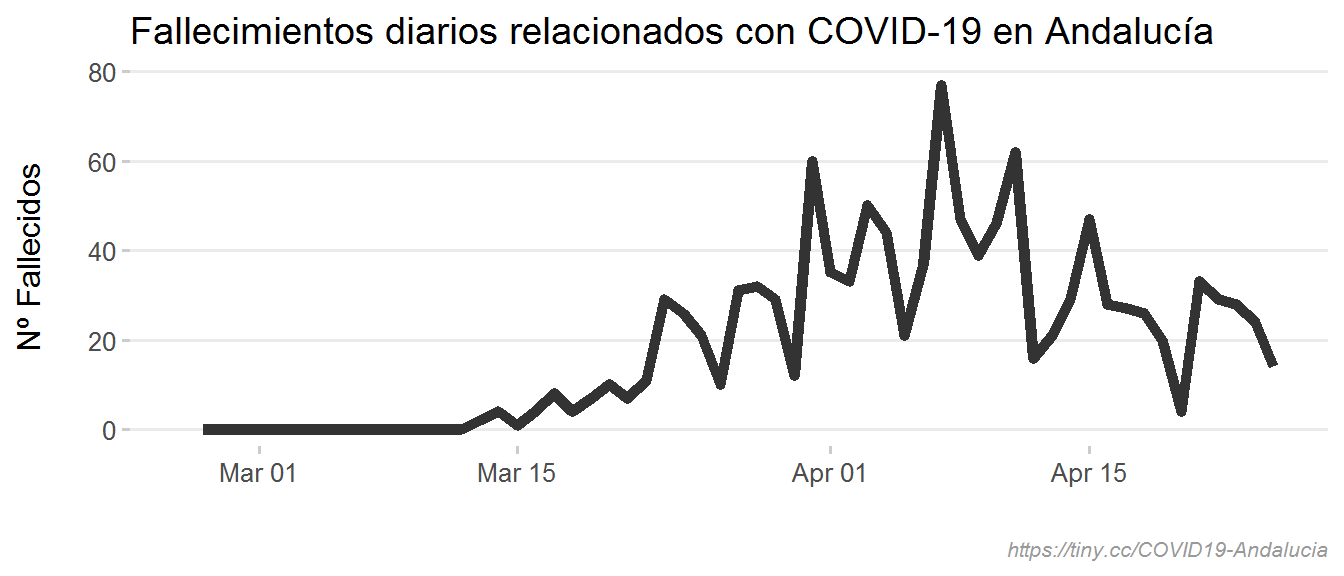 Fallecimientos diarios relacionados con COVID-19 en Andalucía
Nº Fallecidos
80
60
40
20
0
Mar 01
Mar 15
Apr 01
Apr 15
https://tiny.cc/COVID19-Andalucia